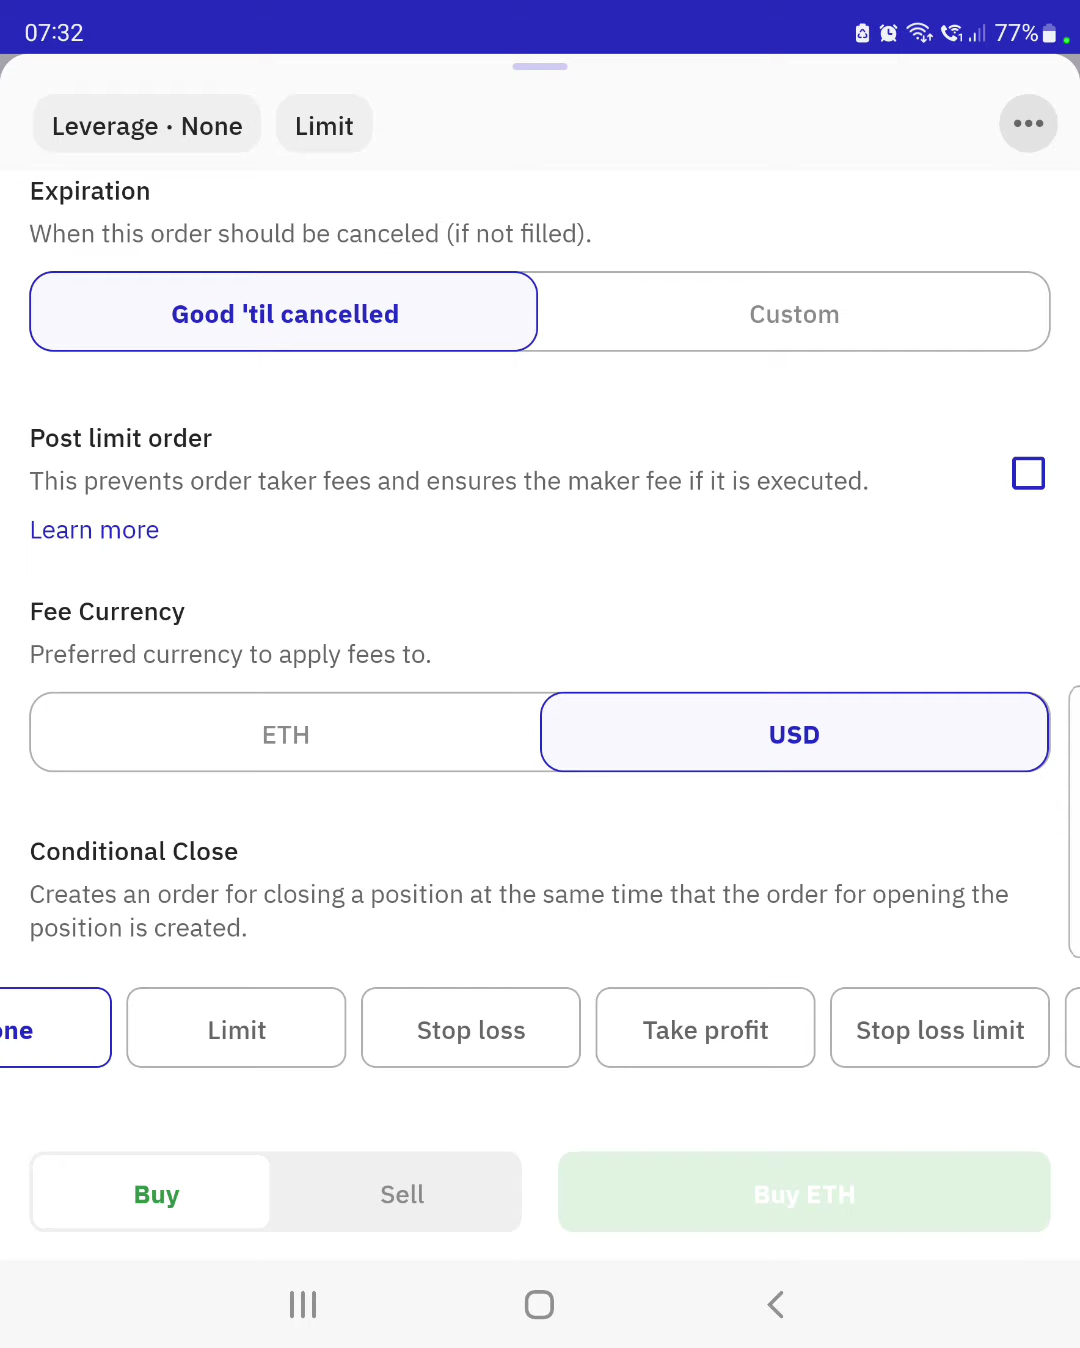 07:32
77%
Leverage · None
Limit
Expiration
When this order should be canceled (if not filled).
Good 'til cancelled
Custom
Post limit order
This prevents order taker fees and ensures the maker fee if it is executed.
Learn more
Fee Currency
Preferred currency to apply fees to.
ETH
USD
Conditional Close
Creates an order for closing a position at the same time that the order for opening the
position is created.
one
Limit
Stop loss
Take profit
Stop loss limit
Buy
Sell
Buy ETH